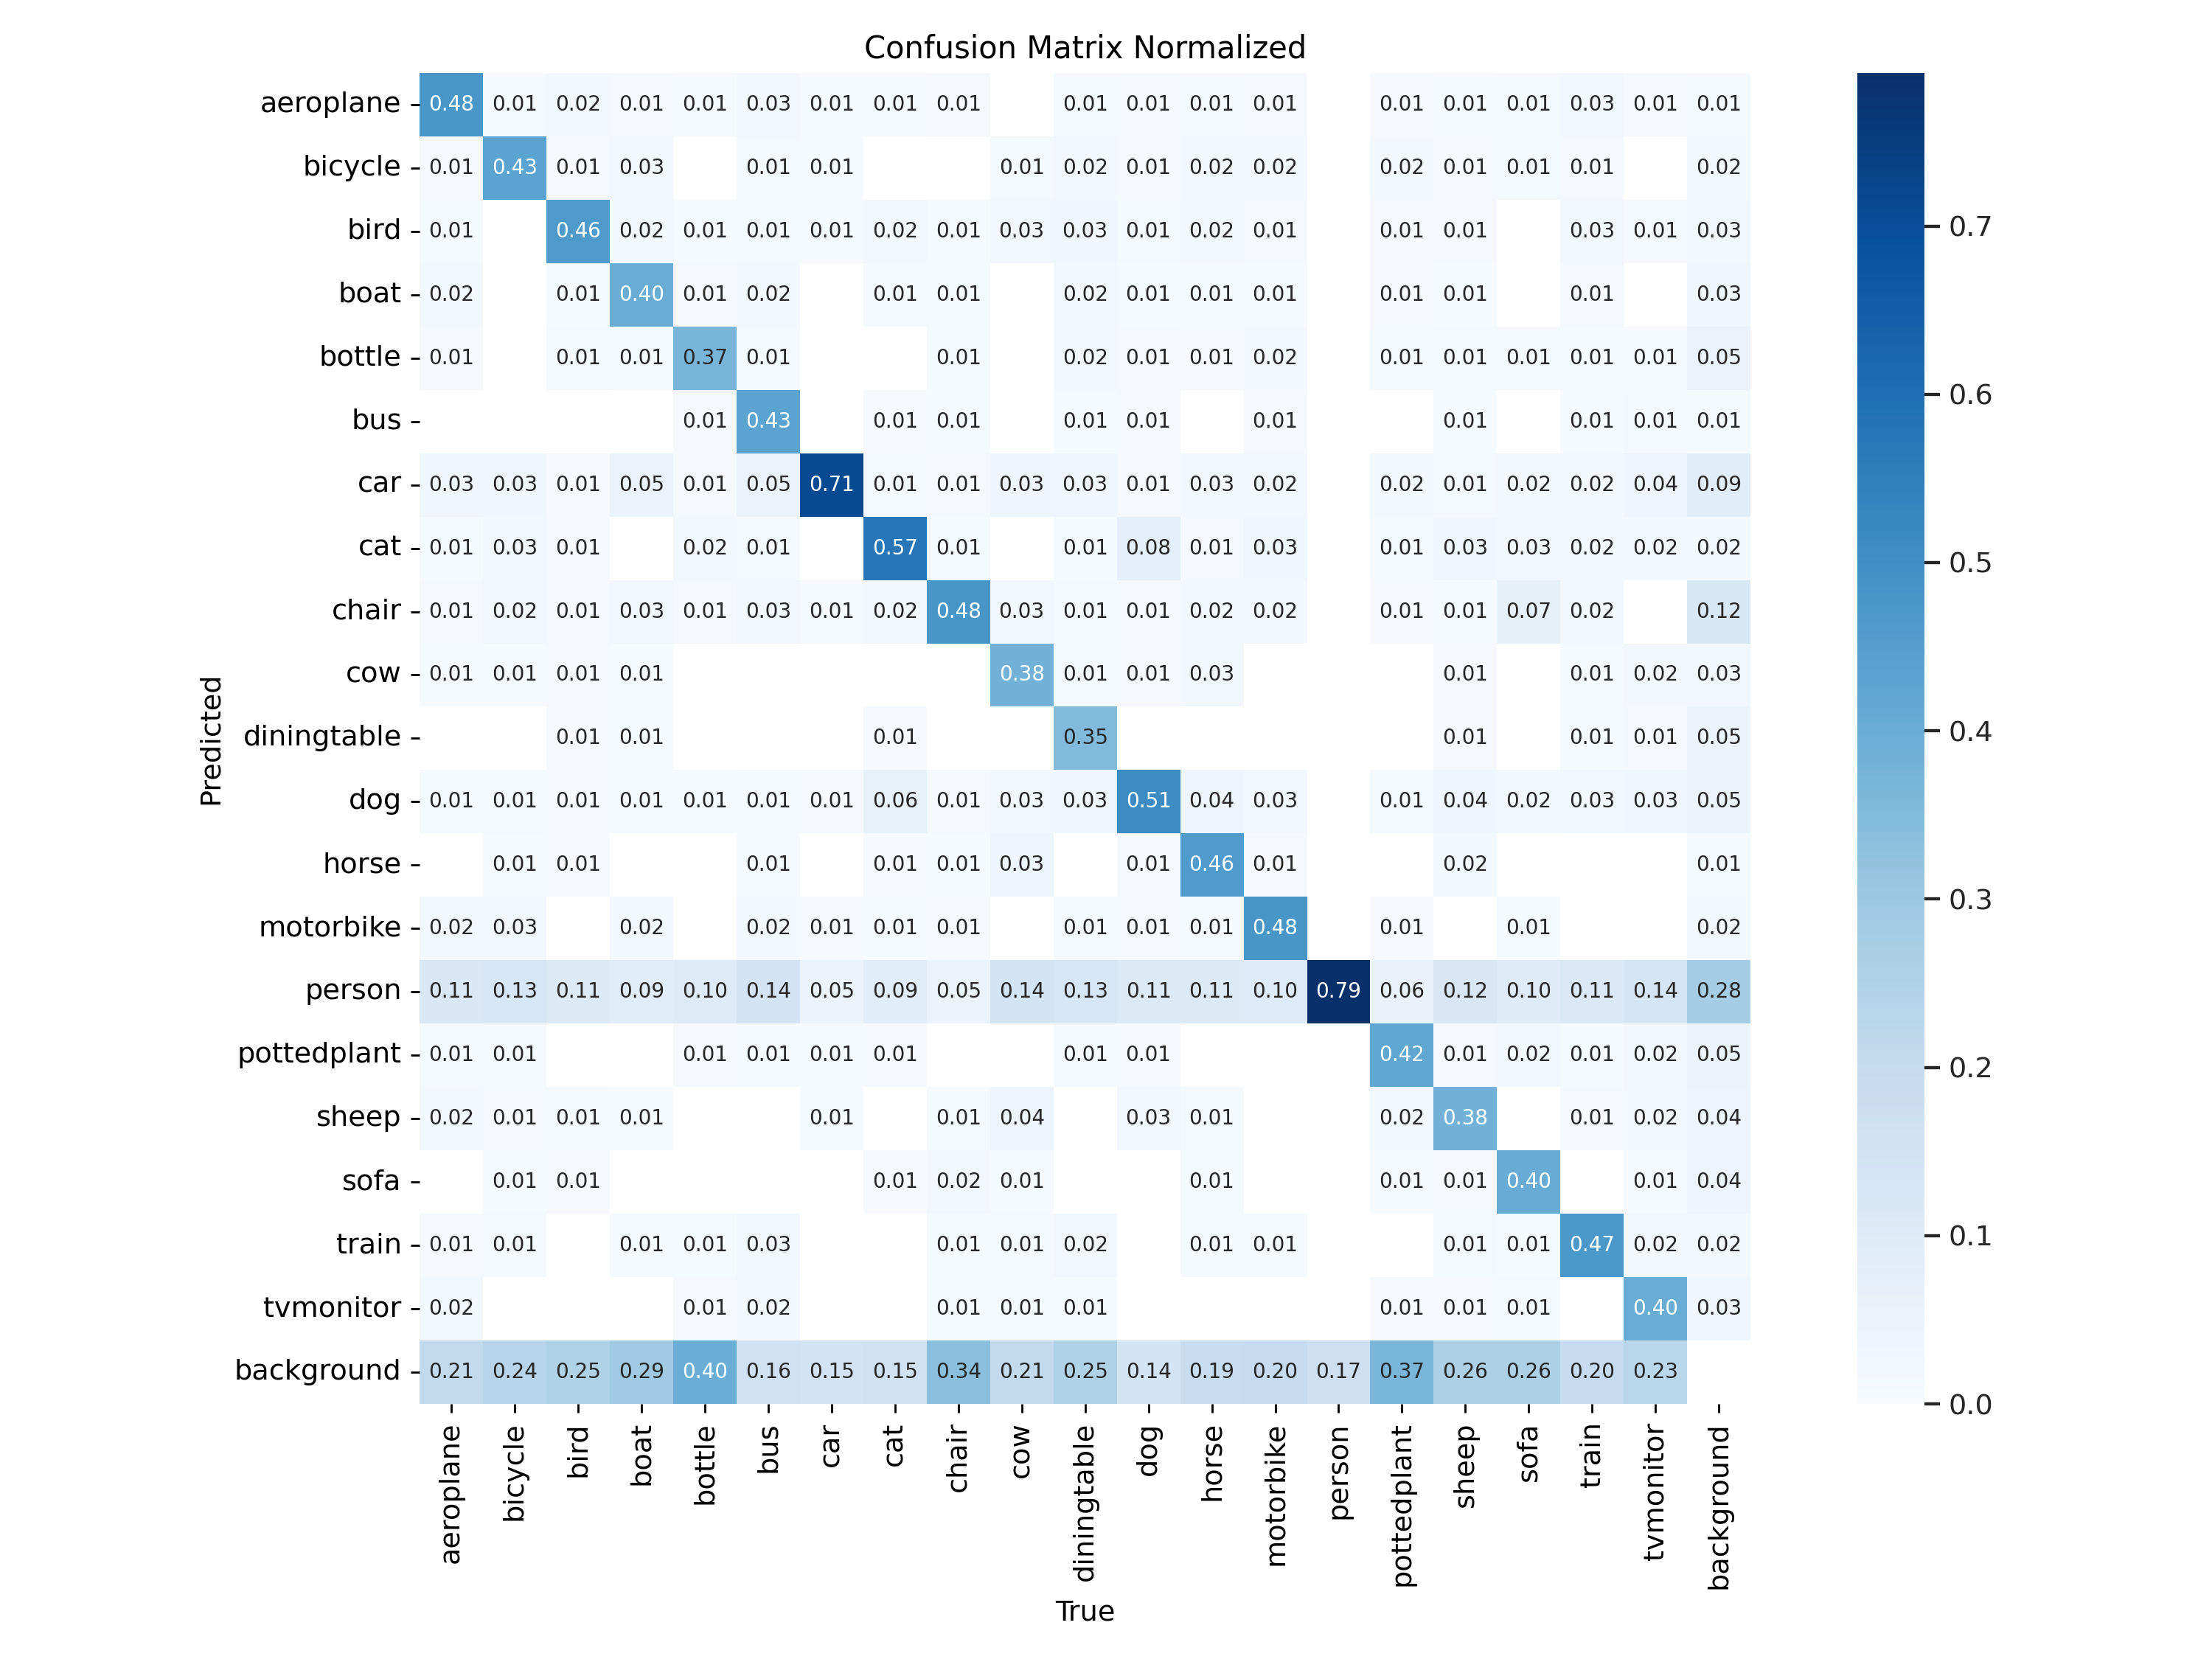 Confusion Matrix Normalized
aeroplane 0.48 0.01 0.02 0.01 0.01 0.03 0.01 0.01 0.01 0.01 0.01 0.01 0.01 0.01 0.01 0.01 0.03 0.01 0.01
bicycle 0.01 0.43 0.01 0.03 0.01 0.01 0.01 0.02 0.01 0.02 0.02 0.02 0.01 0.01 0.01 0.02
bird 0.01 0.46 0.02 0.01 0.01 0.01 0.02 0.01 0.03 0.03 0.01 0.02 0.01 0.01 0.01 0.03 0.01 0.03
boat 0.02 0.01 0.40 0.01 0.02 0.01 0.01 0.02 0.01 0.01 0.01 0.01 0.01 0.01 0.03
bottle 0.01 0.01 0.01 0.37 0.01 0.01 0.02 0.01 0.01 0.02 0.01 0.01 0.01 0.01 0.01 0.05
bus 0.01 0.43 0.01 0.01 0.01 0.01 0.01 0.01 0.01 0.01 0.01
car 0.03 0.03 0.01 0.05 0.01 0.05 0.71 0.01 0.01 0.03 0.03 0.01 0.03 0.02 0.02 0.01 0.02 0.02 0.04 0.09
cat 0.01 0.03 0.01 0.02 0.01 0.57 0.01 0.01 0.08 0.01 0.03 0.01 0.03 0.03 0.02 0.02 0.02
chair 0.01 0.02 0.01 0.03 0.01 0.03 0.01 0.02 0.48 0.03 0.01 0.01 0.02 0.02 0.01 0.01 0.07 0.02 0.12
cow 0.01 0.01 0.01 0.01 0.38 0.01 0.01 0.03 0.01 0.01 0.02 0.03
diningtable 0.01 0.01 0.01 0.35 0.01 0.01 0.01 0.05
dog 0.01 0.01 0.01 0.01 0.01 0.01 0.01 0.06 0.01 0.03 0.03 0.51 0.04 0.03 0.01 0.04 0.02 0.03 0.03 0.05
horse 0.01 0.01 0.01 0.01 0.01 0.03 0.01 0.46 0.01 0.02 0.01
motorbike 0.02 0.03 0.02 0.02 0.01 0.01 0.01 0.01 0.01 0.01 0.48 0.01 0.01 0.02
person 0.11 0.13 0.11 0.09 0.10 0.14 0.05 0.09 0.05 0.14 0.13 0.11 0.11 0.10 0.79 0.06 0.12 0.10 0.11 0.14 0.28
pottedplant 0.01 0.01 0.01 0.01 0.01 0.01 0.01 0.01 0.42 0.01 0.02 0.01 0.02 0.05
sheep 0.02 0.01 0.01 0.01 0.01 0.01 0.04 0.03 0.01 0.02 0.38 0.01 0.02 0.04
sofa 0.01 0.01 0.01 0.02 0.01 0.01 0.01 0.01 0.40 0.01 0.04
train 0.01 0.01 0.01 0.01 0.03 0.01 0.01 0.02 0.01 0.01 0.01 0.01 0.47 0.02 0.02
tvmonitor 0.02 0.01 0.02 0.01 0.01 0.01 0.01 0.01 0.01 0.40 0.03
background 0.21 0.24 0.25 0.29 0.40 0.16 0.15 0.15 0.34 0.21 0.25 0.14 0.19 0.20 0.17 0.37 0.26 0.26 0.20 0.23
aeroplane bicycle bird boat bottle bus car cat chair cow diningtable dog horse motorbike person pottedplant sheep sofa train tvmonitor background
True
Predicted
0.7
0.6
0.5
0.4
0.3
0.2
0.1
0.0